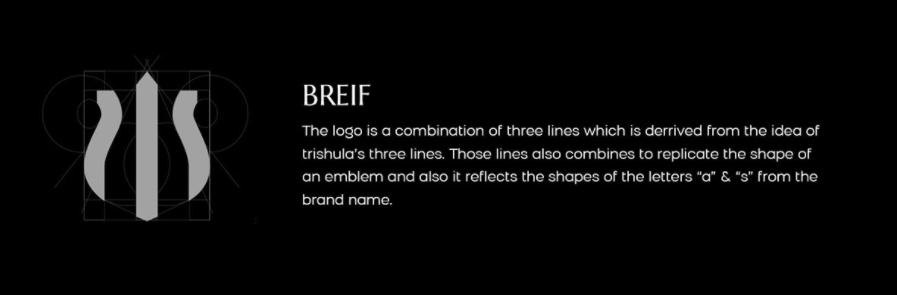 BREIF
The logo is a combination of three lines which is derrived from the idea of
trishula's three lines. Those lines also combines to replicate the shape of
an emblem and also it reflects the shapes of the letters “a” & “s” from the
brand name.